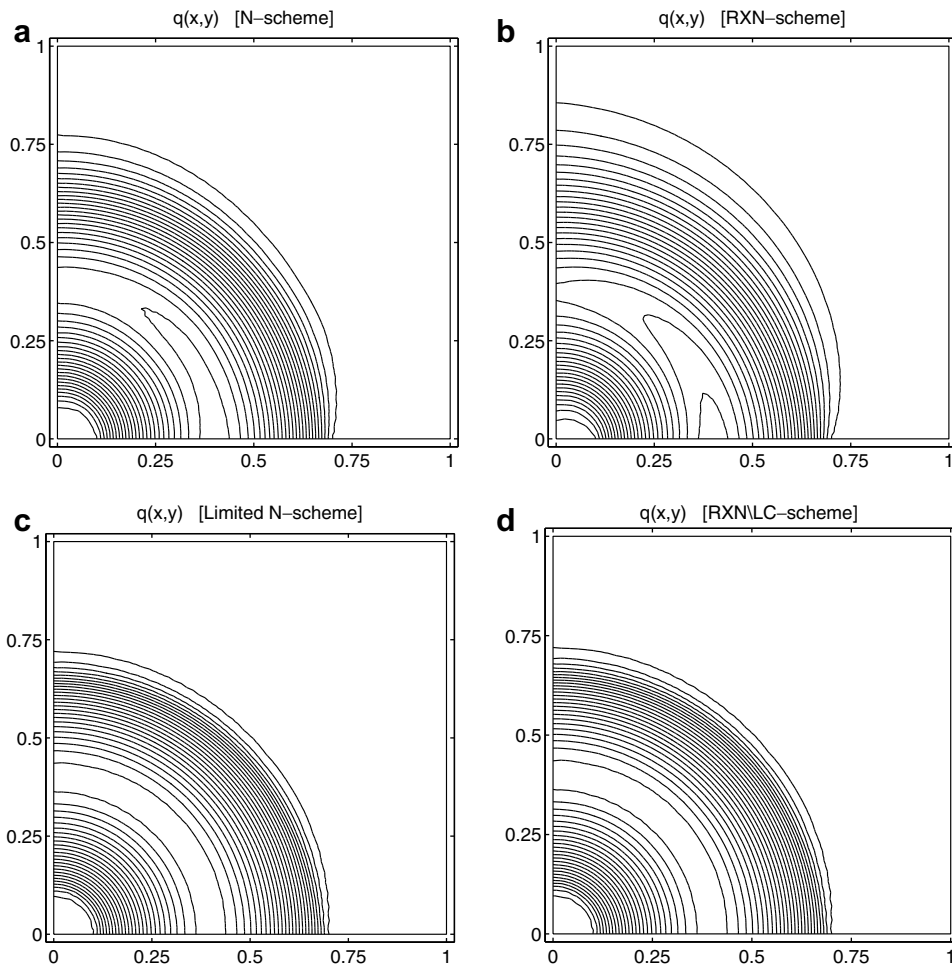 a
q(x,y) [N−scheme]
1
0.75
0.5
0.25
0
0 0.25 0.5 0.75 1
b
q(x,y) [RXN−scheme]
1
0.75
0.5
0.25
0
0 0.25 0.5 0.75 1
c
q(x,y) [Limited N−scheme]
1
0.75
0.5
0.25
0
0 0.25 0.5 0.75 1
d
q(x,y) [RXN\LC−scheme]
1
0.75
0.5
0.25
0
0 0.25 0.5 0.75 1